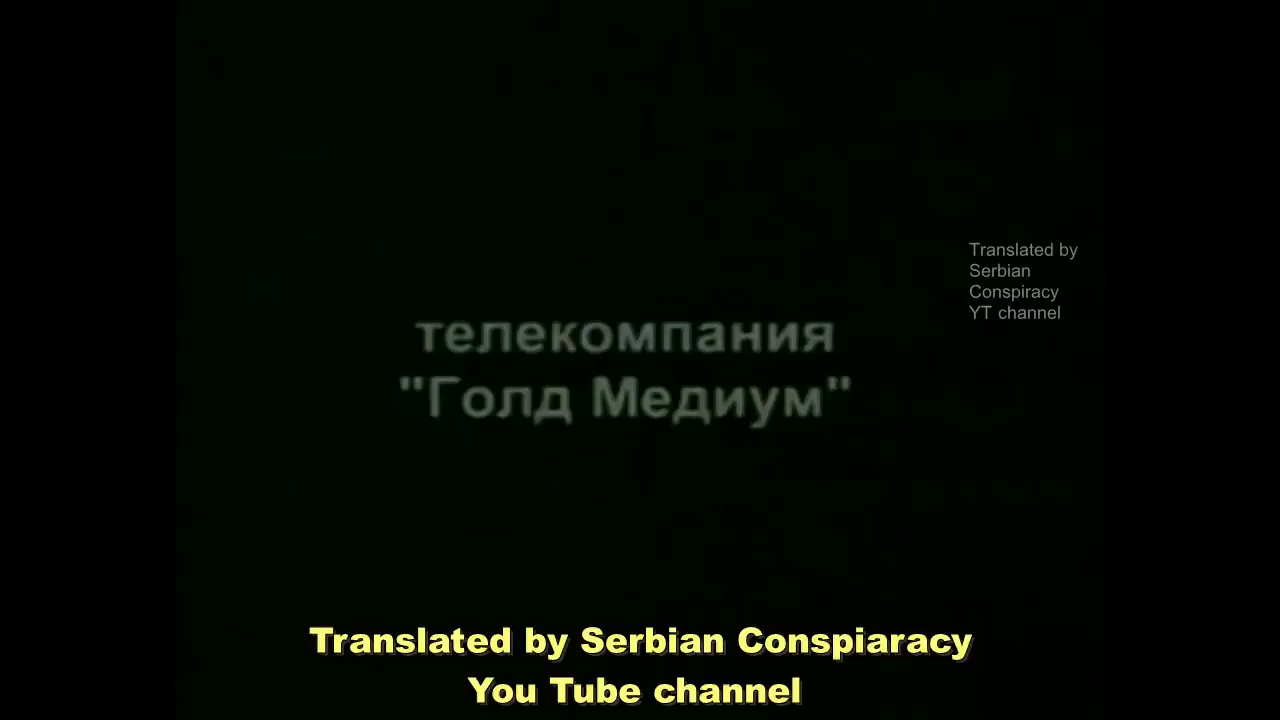 Translated by
Serbian
Conspiracy
YT channel
телекомпания
"Голд Медиум"
Translated by Serbian Conspiaracy
You Tube channel